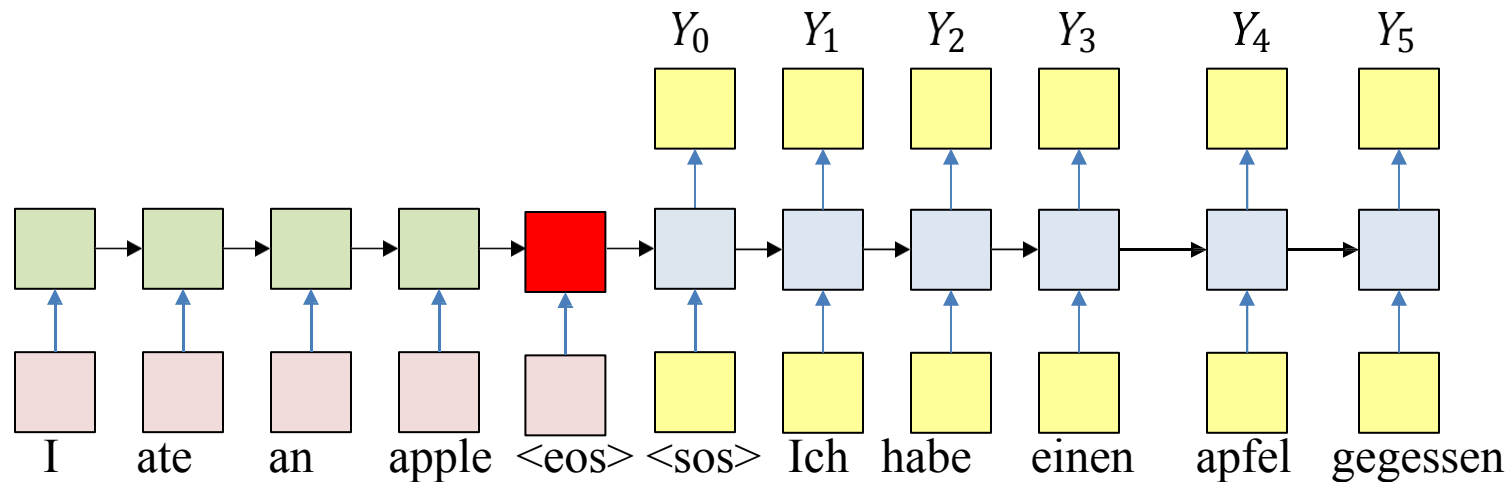 Y₀ Y₁ Y₂ Y₃ Y₄ Y₅
I ate an apple <eos> <sos> Ich habe einen apfel gegessen